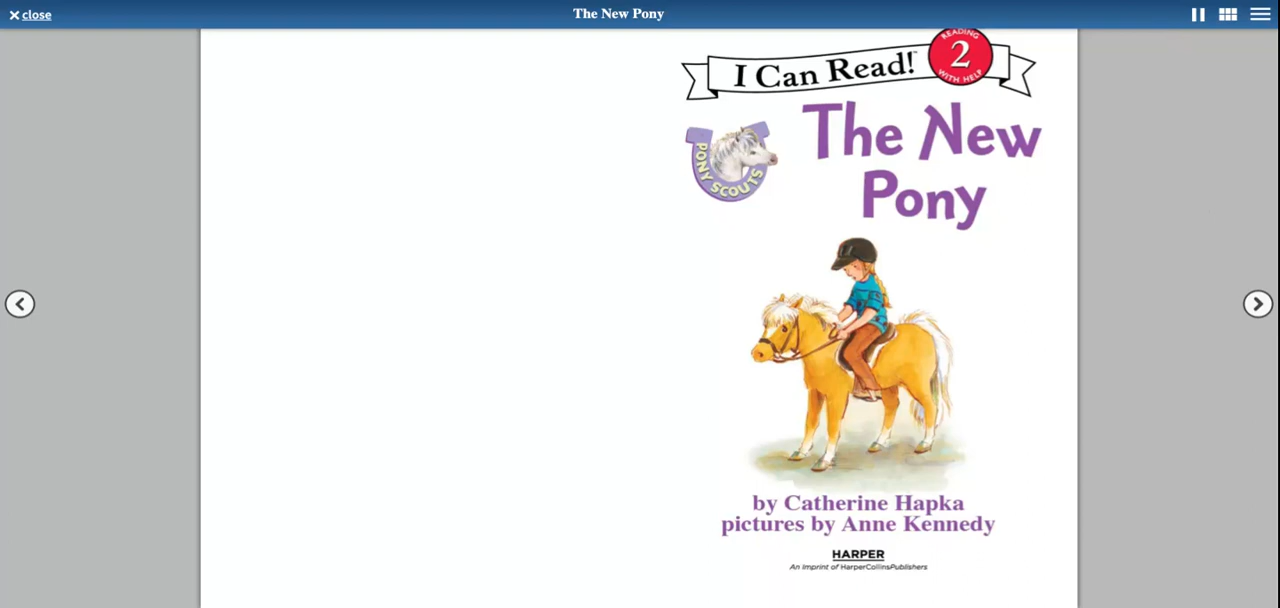 close
The New Pony
I Can Read!™
READING
2
WITH HELP
The New
Pony
PONY SCOUTS
by Catherine Hapka
pictures by Anne Kennedy
HARPER
An Imprint of HarperCollinsPublishers